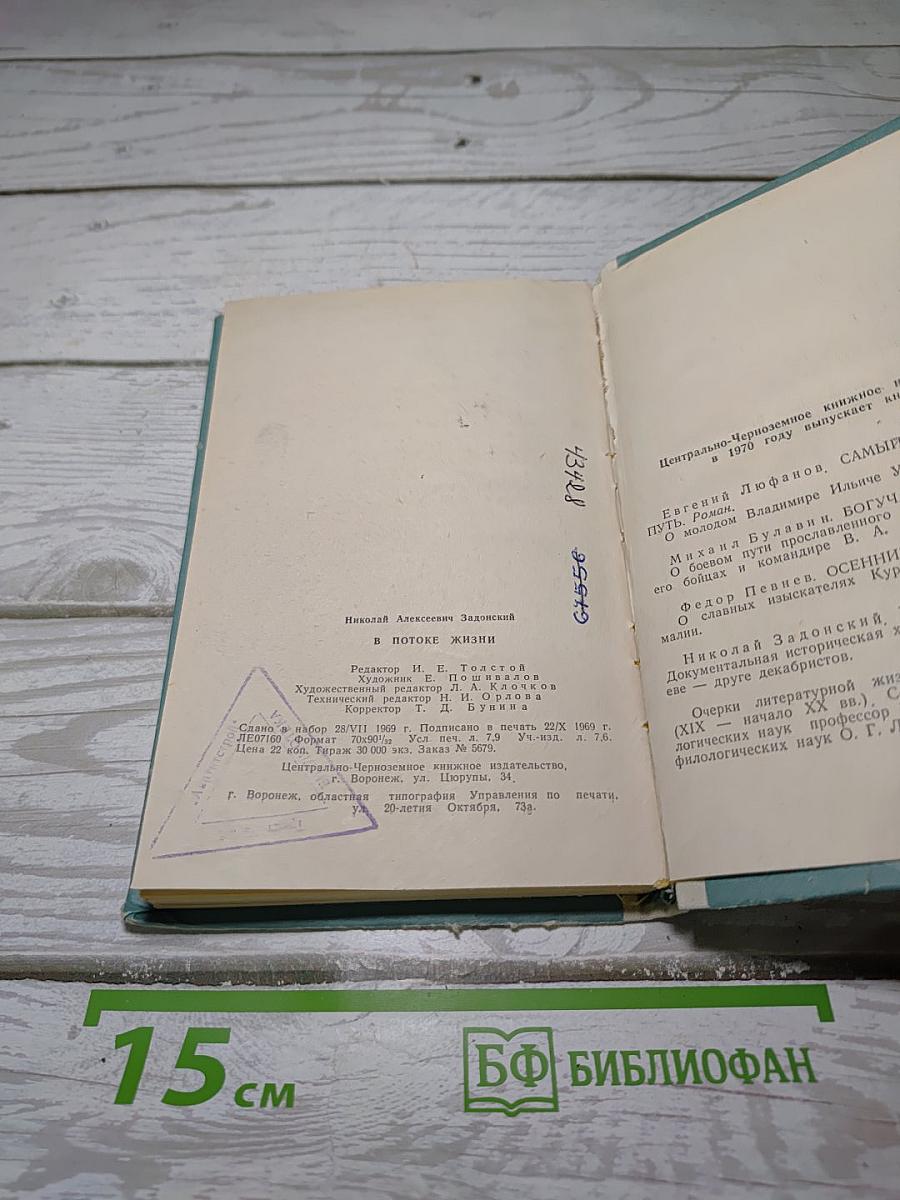 43428
67556
Николай Алексеевич Задонский
В ПОТОКЕ ЖИЗНИ
Редактор И. Е. Толстой
Художник Е. Пошивалов
Художественный редактор Л. А. Клочков
Технический редактор Н. И. Орлова
Корректор Т. Д. Бунина
Сдано в набор 28/VII 1969 г. Подписано в печать 22/X 1969 г.
ЛЕ07160 Формат 70х90¹/₃₂ Усл. печ. л. 7,9 Уч.-изд. л. 7,6.
Цена 22 коп. Тираж 30 000 экз. Заказ № 5679.
Центрально-Черноземное книжное издательство,
г. Воронеж, ул. Цюрупы, 34.
г. Воронеж, областная типография Управления по печати,
ул. 20-летия Октября, 73а.
Центрально-Черноземное книжное
в 1970 году выпускает
Евгений Люфанов. САМЫЙ
ПУТЬ. Роман.
О молодом Владимире Ильиче У
Михаил Булавин. БОГУЧ
О боевом пути прославленного
его бойцах и командире В. А.
Федор Певнев. ОСЕННИ
О славных изыскателях Кур
малии.
Николай Задонский.
Документальная историческая х
еве — друге декабристов.
Очерки литературной жиз
(XIX — начало XX вв.). С
логических наук профессор
филологических наук О. Г. Л
15 см
БФ БИБЛИОФАН